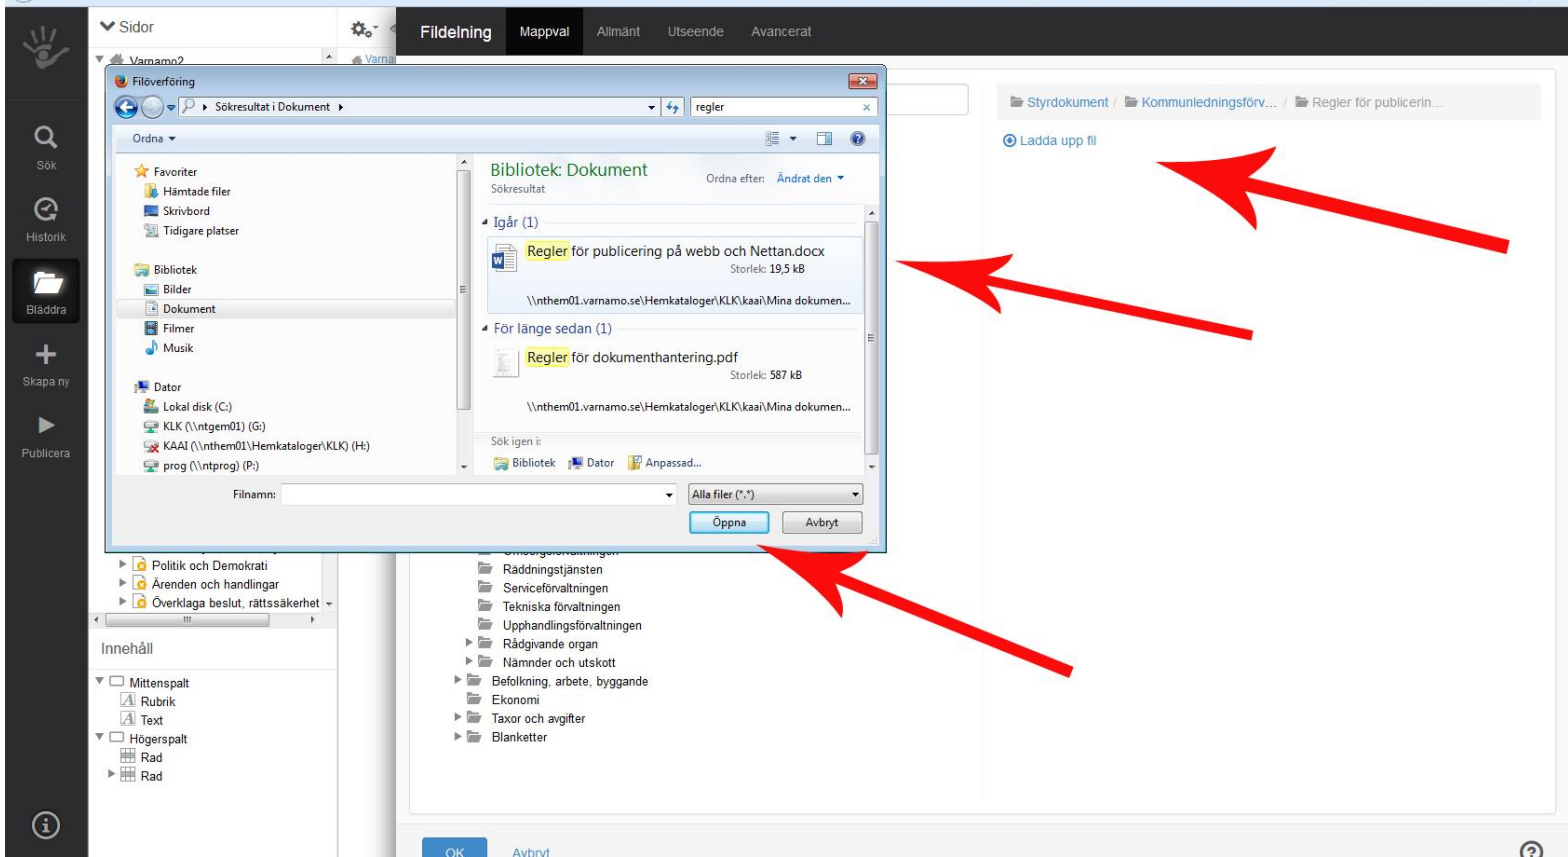 Sidor
Fildelning
Mappval
Allmänt
Utseende
Avancerat
Varnamo2
Varna
Sök
Historik
Bläddra
Skapa ny
Publicera
Filöverföring
Sökresultat i Dokument
regler
Ordna
Favoriter
Hämtade filer
Skrivbord
Tidigare platser
Bibliotek
Bilder
Dokument
Filmer
Musik
Dator
Lokal disk (C:)
KLK (\\ntgem01) (G:)
KAAI (\\nthem01\Hemkataloger\KLK) (H:)
prog (\\ntprog) (P:)
Bibliotek: Dokument
Sökresultat
Ordna efter: Ändrat den
Igår (1)
Regler för publicering på webb och Nettan.docx
Storlek: 19,5 kB
\\nthem01.varnamo.se\Hemkataloger\KLK\kaai\Mina dokumen...
För länge sedan (1)
Regler för dokumenthantering.pdf
Storlek: 587 kB
\\nthem01.varnamo.se\Hemkataloger\KLK\kaai\Mina dokumen...
Sök igen i:
Bibliotek Dator Anpassad...
Filnamn:
Alla filer (*.*)
Öppna
Avbryt
Styrdokument / Kommunledningsförv... / Regler för publicerin...
Ladda upp fil
Politik och Demokrati
Ärenden och handlingar
Överklaga beslut, rättssäkerhet
Innehåll
Mittenspalt
Rubrik
Text
Högerspalt
Rad
Rad
Räddningstjänsten
Serviceförvaltningen
Tekniska förvaltningen
Upphandlingsförvaltningen
Rådgivande organ
Nämnder och utskott
Befolkning, arbete, byggande
Ekonomi
Taxor och avgifter
Blanketter
OK
Avbryt